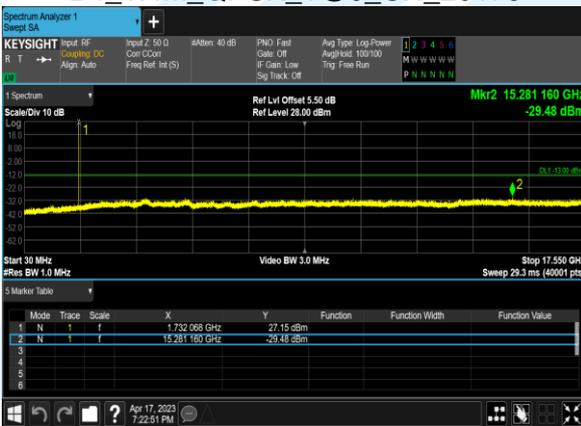 Spectrum Analyzer 1
Swept SA
KEYSIGHT Input: RF Input Z: 50 Ω #Atten: 40 dB PNO: Fast Avg Type: Log-Power 1 2 3 4 5 6
R T Coupling: DC Corr CCorr Gate: Off Avg|Hold: 100/100 M W W W W W
Align: Auto Freq Ref: Int (S) IF Gain: Low Trig: Free Run
LNI Sig Track: Off P N N N N N
1 Spectrum Ref Lvl Offset 5.50 dB Mkr2 15.281 160 GHz
Scale/Div 10 dB Ref Level 28.00 dBm -29.48 dBm
Log
18.0
1
8.00
-2.00
-12.0 DL1 -13.00 dBm
-22.0 2
-32.0
-42.0
-52.0
-62.0
Start 30 MHz Video BW 3.0 MHz Stop 17.550 GHz
#Res BW 1.0 MHz Sweep 29.3 ms (40001 pts)
5 Marker Table
Mode Trace Scale X Y Function Function Width Function Value
1 N 1 f 1.732 068 GHz 27.15 dBm
2 N 1 f 15.281 160 GHz -29.48 dBm
3
4
5
6
? Apr 17, 2023
7:22:51 PM